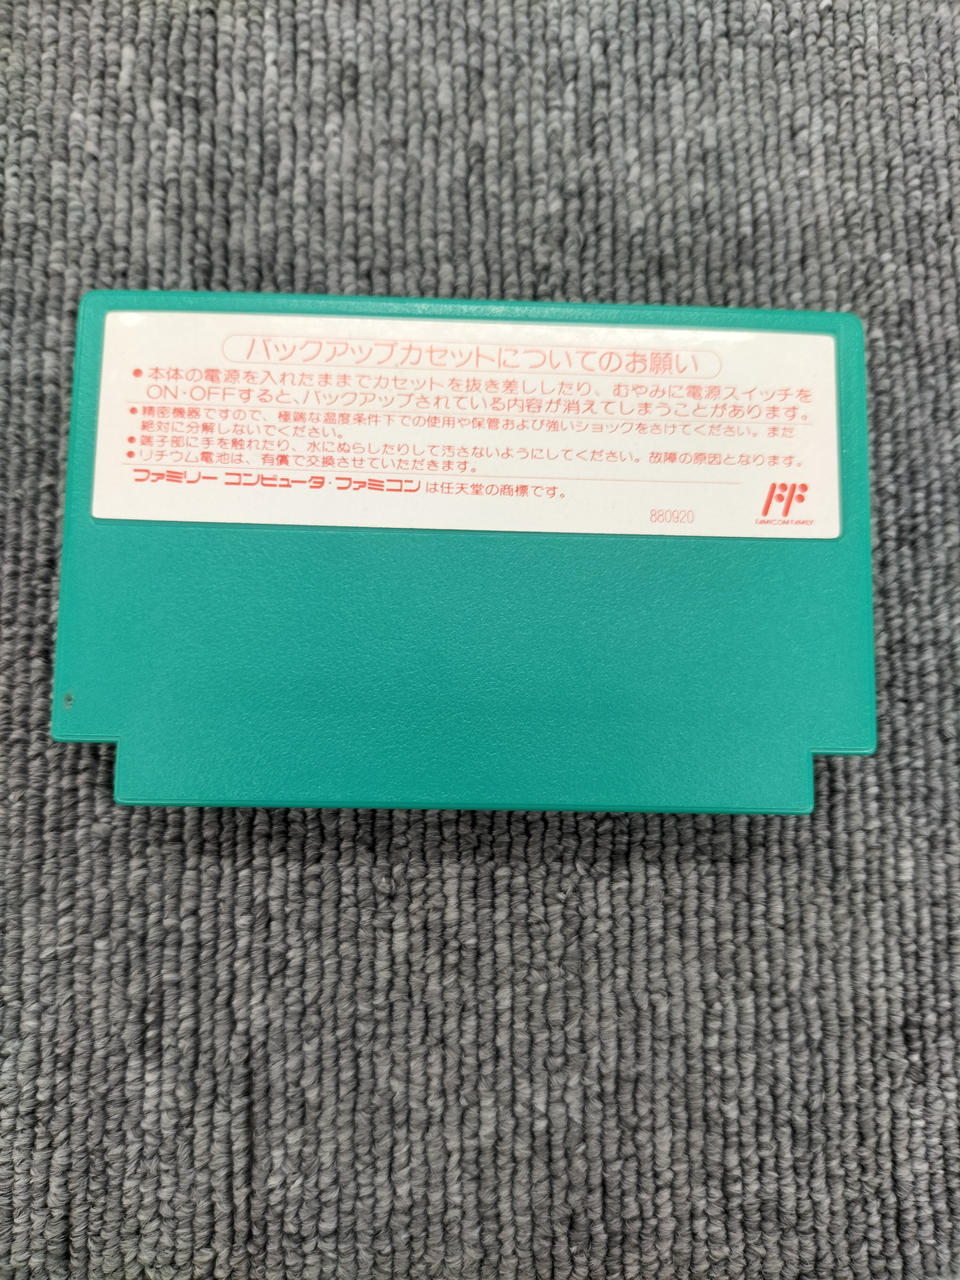 バックアップカセットについてのお願い
●本体の電源を入れたままでカセットを抜き差ししたり、むやみに電源スイッチを
ON・OFFすると、バックアップされている内容が消えてしまうことがあります。
●精密機器ですので、極端な温度条件下での使用や保管および強いショックをさけてください。また
絶対に分解しないでください。
●端子部に手を触れたり、水にぬらしたりして汚さないようにしてください。故障の原因となります。
●リチウム電池は、有償で交換させていただきます。
ファミリー コンピュータ・ファミコンは任天堂の商標です。
880920
FAMICOM FAMILY